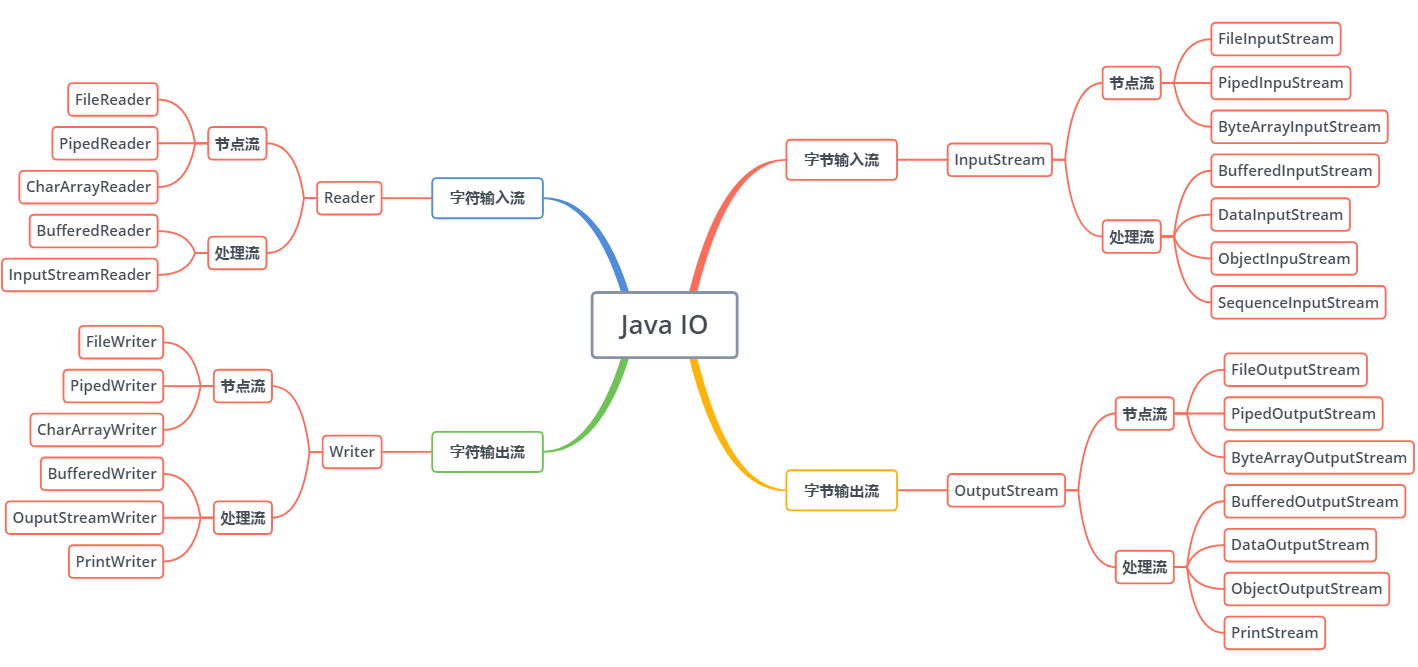 Java IO
字符输入流
Reader
节点流
FileReader
PipedReader
CharArrayReader
处理流
BufferedReader
InputStreamReader
字符输出流
Writer
节点流
FileWriter
PipedWriter
CharArrayWriter
处理流
BufferedWriter
OuputStreamWriter
PrintWriter
字节输入流
InputStream
节点流
FileInputStream
PipedInpuStream
ByteArrayInputStream
处理流
BufferedInputStream
DataInputStream
ObjectInpuStream
SequenceInputStream
字节输出流
OutputStream
节点流
FileOutputStream
PipedOutputStream
ByteArrayOutputStream
处理流
BufferedOutputStream
DataOutputStream
ObjectOutputStream
PrintStream